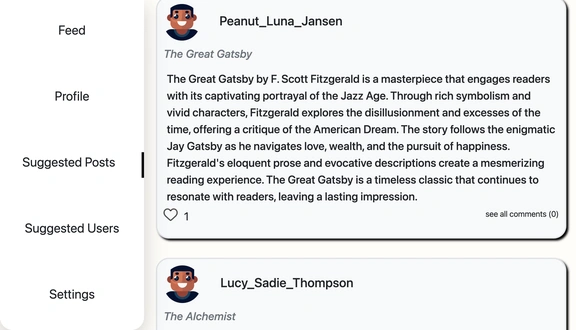 Feed
Profile
Suggested Posts
Suggested Users
Settings
Peanut_Luna_Jansen
The Great Gatsby
The Great Gatsby by F. Scott Fitzgerald is a masterpiece that engages readers
with its captivating portrayal of the Jazz Age. Through rich symbolism and
vivid characters, Fitzgerald explores the disillusionment and excesses of the
time, offering a critique of the American Dream. The story follows the enigmatic
Jay Gatsby as he navigates love, wealth, and the pursuit of happiness.
Fitzgerald's eloquent prose and evocative descriptions create a mesmerizing
reading experience. The Great Gatsby is a timeless classic that continues to
resonate with readers, leaving a lasting impression.
1
see all comments (0)
Lucy_Sadie_Thompson
The Alchemist